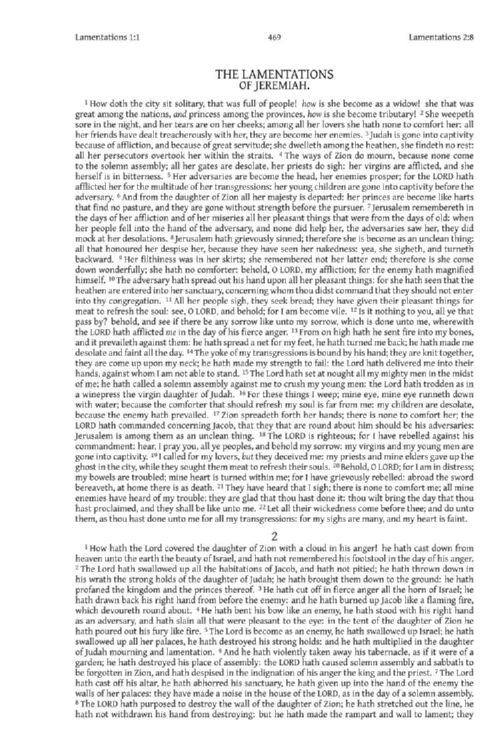 Lamentations 1:1
469
Lamentations 2:8
THE LAMENTATIONS
OF JEREMIAH.
1 How doth the city sit solitary, that was full of people! how is she become as a widow! she that was
great among the nations, and princess among the provinces, how is she become tributary! 2 She weepeth
sore in the night, and her tears are on her cheeks; among all her lovers she hath none to comfort her: all
her friends have dealt treacherously with her, they are become her enemies. 3 Judah is gone into captivity
because of affliction, and because of great servitude; she dwelleth among the heathen, she findeth no rest:
all her persecutors overtook her within the straits. 4 The ways of Zion do mourn, because none come
to the solemn assembly; all her gates are desolate, her priests do sigh: her virgins are afflicted, and she
herself is in bitterness. 5 Her adversaries are become the head, her enemies prosper; for the LORD hath
afflicted her for the multitude of her transgressions: her young children are gone into captivity before the
adversary. 6 And from the daughter of Zion all her majesty is departed: her princes are become like harts
that find no pasture, and they are gone without strength before the pursuer. 7 Jerusalem remembereth in
the days of her affliction and of her miseries all her pleasant things that were from the days of old: when
her people fell into the hand of the adversary, and none did help her, the adversaries saw her, they did
mock at her desolations. 8 Jerusalem hath grievously sinned; therefore she is become as an unclean thing:
all that honoured her despise her, because they have seen her nakedness: yea, she sigheth, and turneth
backward. 9 Her filthiness was in her skirts; she remembered not her latter end; therefore is she come
down wonderfully; she hath no comforter: behold, O LORD, my affliction; for the enemy hath magnified
himself. 10 The adversary hath spread out his hand upon all her pleasant things: for she hath seen that the
heathen are entered into her sanctuary, concerning whom thou didst command that they should not enter
into thy congregation. 11 All her people sigh, they seek bread; they have given their pleasant things for
meat to refresh the soul: see, O LORD, and behold; for I am become vile. 12 Is it nothing to you, all ye that
pass by? behold, and see if there be any sorrow like unto my sorrow, which is done unto me, wherewith
the LORD hath afflicted me in the day of his fierce anger. 13 From on high hath he sent fire into my bones,
and it prevaileth against them: he hath spread a net for my feet, he hath turned me back; he hath made me
desolate and faint all the day. 14 The yoke of my transgressions is bound by his hand; they are knit together,
they are come up upon my neck; he hath made my strength to fail: the Lord hath delivered me into their
hands, against whom I am not able to stand. 15 The Lord hath set at nought all my mighty men in the midst
of me; he hath called a solemn assembly against me to crush my young men: the Lord hath trodden as in
a winepress the virgin daughter of Judah. 16 For these things I weep; mine eye, mine eye runneth down
with water; because the comforter that should refresh my soul is far from me: my children are desolate,
because the enemy hath prevailed. 17 Zion spreadeth forth her hands; there is none to comfort her; the
LORD hath commanded concerning Jacob, that they that are round about him should be his adversaries:
Jerusalem is among them as an unclean thing. 18 The LORD is righteous; for I have rebelled against his
commandment: hear, I pray you, all ye peoples, and behold my sorrow: my virgins and my young men are
gone into captivity. 19 I called for my lovers, but they deceived me: my priests and mine elders gave up the
ghost in the city, while they sought them meat to refresh their souls. 20 Behold, O LORD; for I am in distress;
my bowels are troubled; mine heart is turned within me; for I have grievously rebelled: abroad the sword
bereaveth, at home there is as death. 21 They have heard that I sigh; there is none to comfort me; all mine
enemies have heard of my trouble; they are glad that thou hast done it: thou wilt bring the day that thou
hast proclaimed, and they shall be like unto me. 22 Let all their wickedness come before thee; and do unto
them, as thou hast done unto me for all my transgressions: for my sighs are many, and my heart is faint.
2
1 How hath the Lord covered the daughter of Zion with a cloud in his anger! he hath cast down from
heaven unto the earth the beauty of Israel, and hath not remembered his footstool in the day of his anger.
2 The Lord hath swallowed up all the habitations of Jacob, and hath not pitied; he hath thrown down in
his wrath the strong holds of the daughter of Judah; he hath brought them down to the ground: he hath
profaned the kingdom and the princes thereof. 3 He hath cut off in fierce anger all the horn of Israel; he
hath drawn back his right hand from before the enemy: and he hath burned up Jacob like a flaming fire,
which devoureth round about. 4 He hath bent his bow like an enemy, he hath stood with his right hand
as an adversary, and hath slain all that were pleasant to the eye: in the tent of the daughter of Zion he
hath poured out his fury like fire. 5 The Lord is become as an enemy, he hath swallowed up Israel; he hath
swallowed up all her palaces, he hath destroyed his strong holds: and he hath multiplied in the daughter
of Judah mourning and lamentation. 6 And he hath violently taken away his tabernacle, as if it were of a
garden; he hath destroyed his place of assembly: the LORD hath caused solemn assembly and sabbath to
be forgotten in Zion, and hath despised in the indignation of his anger the king and the priest. 7 The Lord
hath cast off his altar, he hath abhorred his sanctuary, he hath given up into the hand of the enemy the
walls of her palaces: they have made a noise in the house of the LORD, as in the day of a solemn assembly.
8 The LORD hath purposed to destroy the wall of the daughter of Zion; he hath stretched out the line, he
hath not withdrawn his hand from destroying: but he hath made the rampart and wall to lament; they